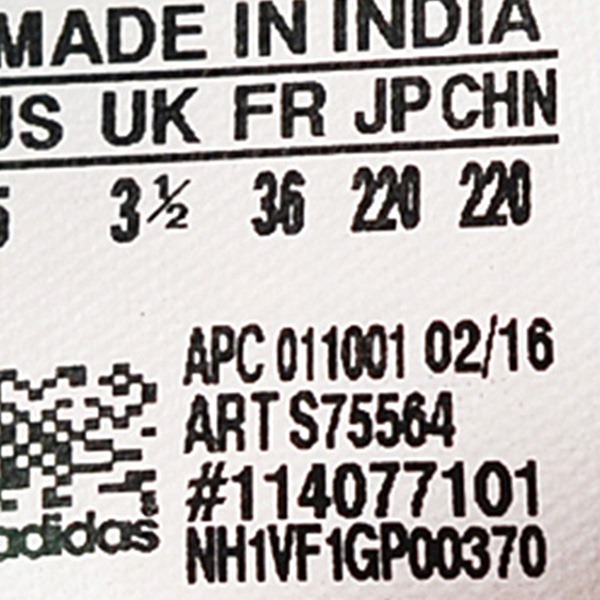 MADE IN INDIA
US UK FR JP CHN
5 3½ 36 220 220
APC 011001 02/16
ART S75564
#114077101
adidas NH1VF1GP00370